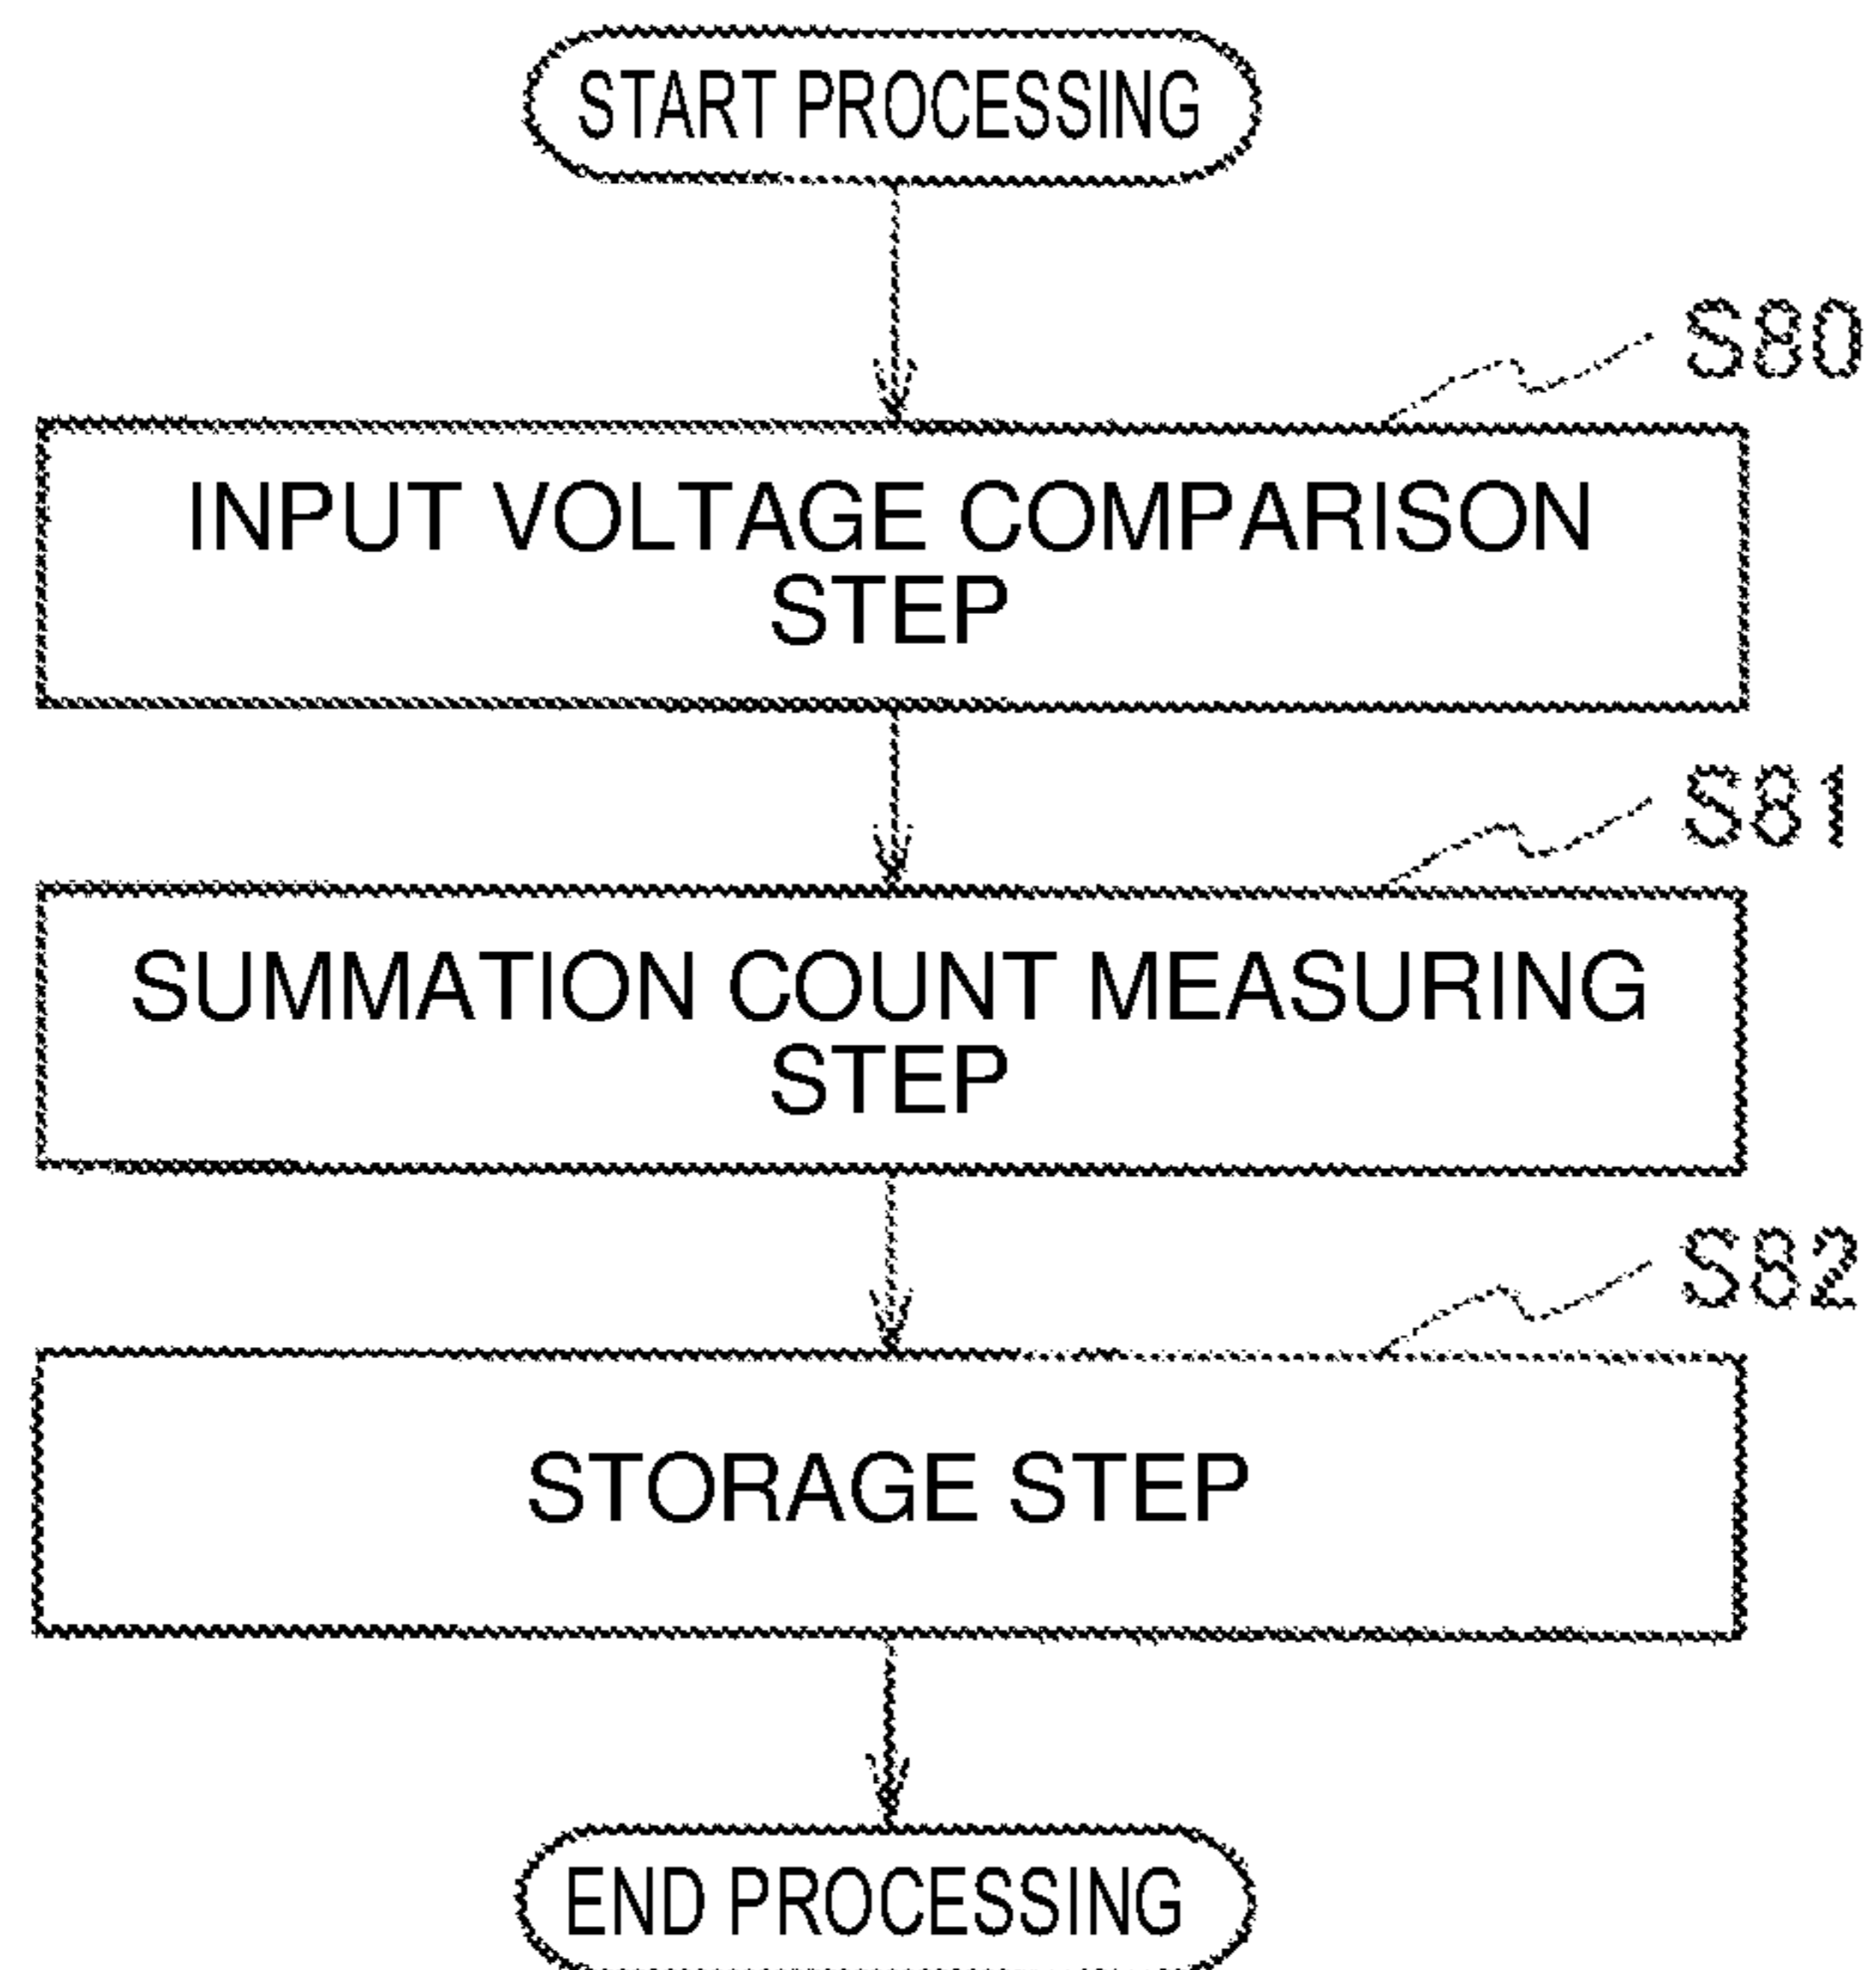 START PROCESSING
S80
INPUT VOLTAGE COMPARISON
STEP
S81
SUMMATION COUNT MEASURING
STEP
S82
STORAGE STEP
END PROCESSING